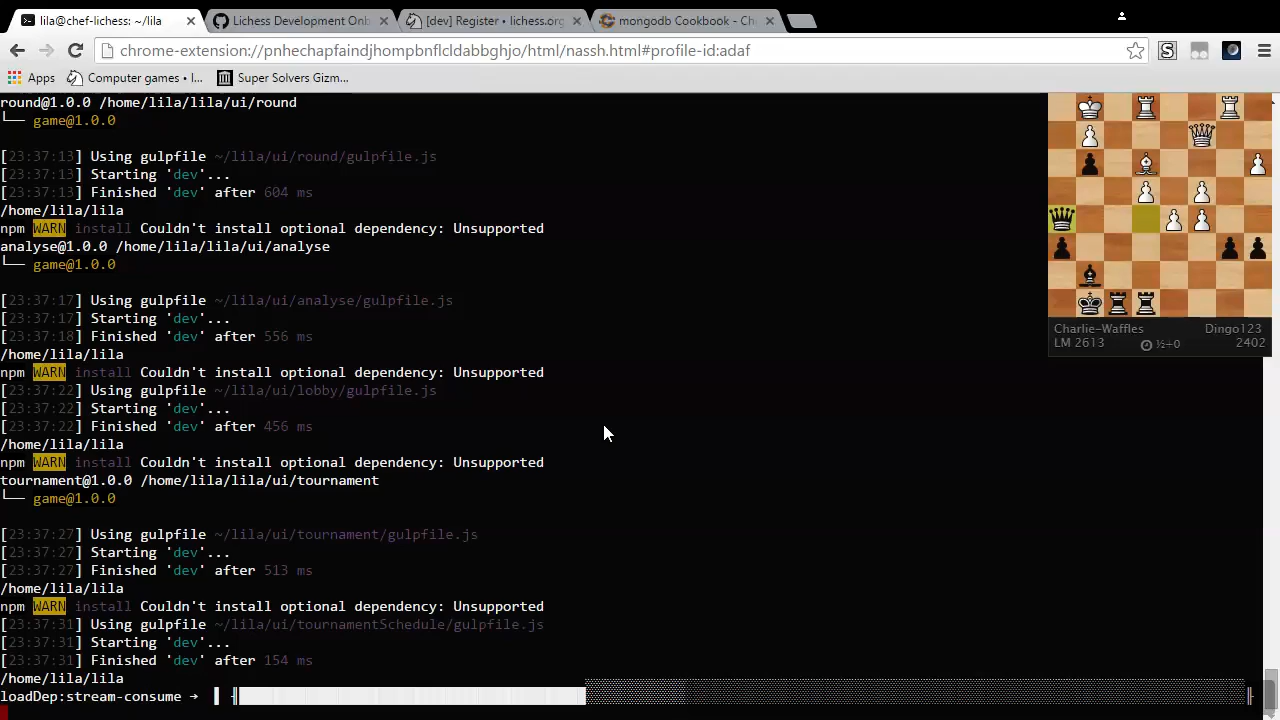 lila@chef-lichess: ~/lila
Lichess Development Onb
[dev] Register • lichess.org
mongodb Cookbook - Che
chrome-extension://pnhechapfaindjhompbnflcldabbghjo/html/nassh.html#profile-id:adaf
Apps
Computer games • l...
Super Solvers Gizm...
round@1.0.0 /home/lila/lila/ui/round
└── game@1.0.0
[23:37:13] Using gulpfile ~/lila/ui/round/gulpfile.js
[23:37:13] Starting 'dev'...
[23:37:13] Finished 'dev' after 604 ms
/home/lila/lila
npm WARN install Couldn't install optional dependency: Unsupported
analyse@1.0.0 /home/lila/lila/ui/analyse
└── game@1.0.0
[23:37:17] Using gulpfile ~/lila/ui/analyse/gulpfile.js
[23:37:17] Starting 'dev'...
[23:37:18] Finished 'dev' after 556 ms
/home/lila/lila
npm WARN install Couldn't install optional dependency: Unsupported
[23:37:22] Using gulpfile ~/lila/ui/lobby/gulpfile.js
[23:37:22] Starting 'dev'...
[23:37:22] Finished 'dev' after 456 ms
/home/lila/lila
npm WARN install Couldn't install optional dependency: Unsupported
tournament@1.0.0 /home/lila/lila/ui/tournament
└── game@1.0.0
[23:37:27] Using gulpfile ~/lila/ui/tournament/gulpfile.js
[23:37:27] Starting 'dev'...
[23:37:27] Finished 'dev' after 513 ms
/home/lila/lila
npm WARN install Couldn't install optional dependency: Unsupported
[23:37:31] Using gulpfile ~/lila/ui/tournamentSchedule/gulpfile.js
[23:37:31] Starting 'dev'...
[23:37:31] Finished 'dev' after 154 ms
/home/lila/lila
loadDep:stream-consume →
Charlie-Waffles Dingo123
LM 2613 ½+0 2402